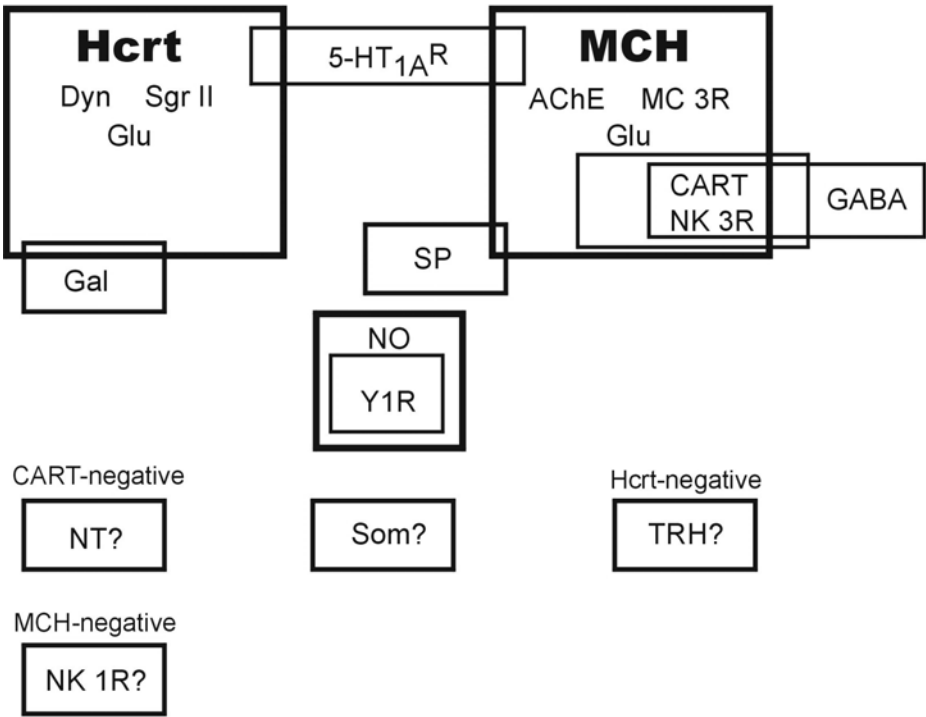 Hcrt
Dyn Sgr II
Glu
5-HT1AR
MCH
AChE MC 3R
Glu
CART
NK 3R
GABA
Gal
SP
NO
Y1R
CART-negative
NT?
Som?
Hcrt-negative
TRH?
MCH-negative
NK 1R?